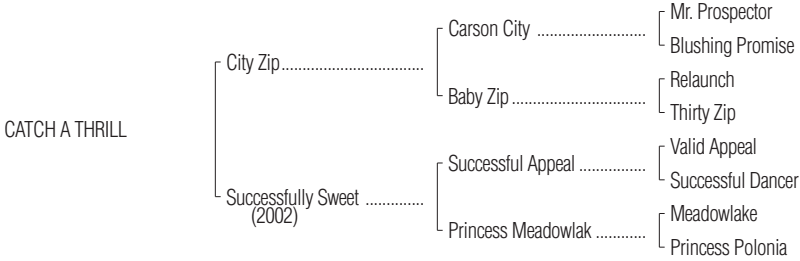 Mr. Prospector
Carson City ..........................
Blushing Promise
City Zip.................................
Relaunch
Baby Zip ................................
Thirty Zip
CATCH A THRILL
Valid Appeal
Successful Appeal ................
Successful Dancer
Successfully Sweet ..............
(2002)
Meadowlake
Princess Meadowlak ............
Princess Polonia